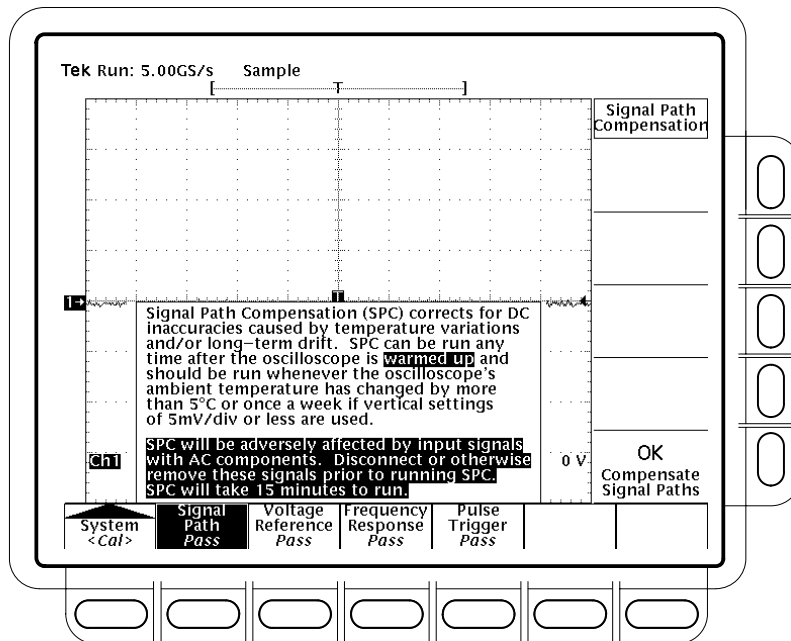 Tek Run: 5.00GS/s Sample
[ T ]
Signal Path
Compensation
T
1→
Signal Path Compensation (SPC) corrects for DC
inaccuracies caused by temperature variations
and/or long-term drift. SPC can be run any
time after the oscilloscope is warmed up and
should be run whenever the oscilloscope's
ambient temperature has changed by more
than 5°C or once a week if vertical settings
of 5mV/div or less are used.
SPC will be adversely affected by input signals
with AC components. Disconnect or otherwise
remove these signals prior to running SPC.
SPC will take 15 minutes to run.
Ch1
0 V
OK
Compensate
Signal Paths
System
<Cal>
Signal
Path
Pass
Voltage
Reference
Pass
Frequency
Response
Pass
Pulse
Trigger
Pass